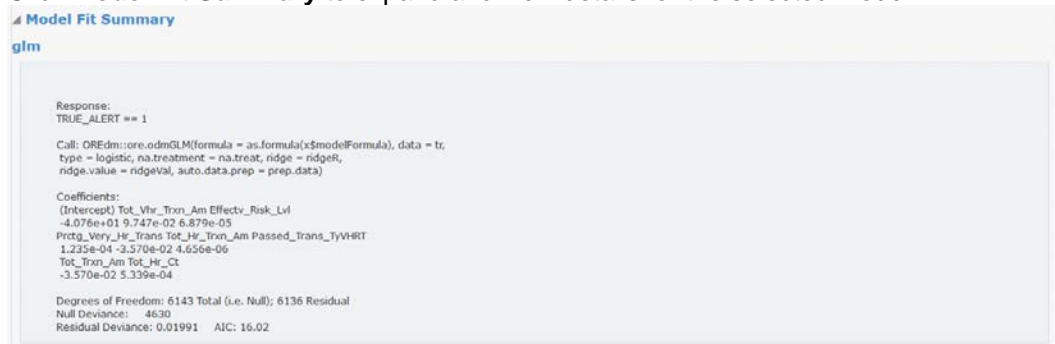 Model Fit Summary
glm
Response:
TRUE_ALERT == 1
Call: OREdm::ore.odmGLM(formula = as.formula(x$modelFormula), data = tr,
type = logistic, na.treatment = na.treat, ridge = ridgeR,
ridge.value = ridgeVal, auto.data.prep = prep.data)
Coefficients:
(Intercept) Tot_Vhr_Trxn_Am Effectv_Risk_Lvl
-4.076e+01 9.747e-02 6.879e-05
Prctg_Very_Hr_Trans Tot_Hr_Trxn_Am Passed_Trans_TyVHRT
1.235e-04 -3.570e-02 4.656e-06
Tot_Trxn_Am Tot_Hr_Ct
-3.570e-02 5.339e-04
Degrees of Freedom: 6143 Total (i.e. Null); 6136 Residual
Null Deviance: 4630
Residual Deviance: 0.01991 AIC: 16.02